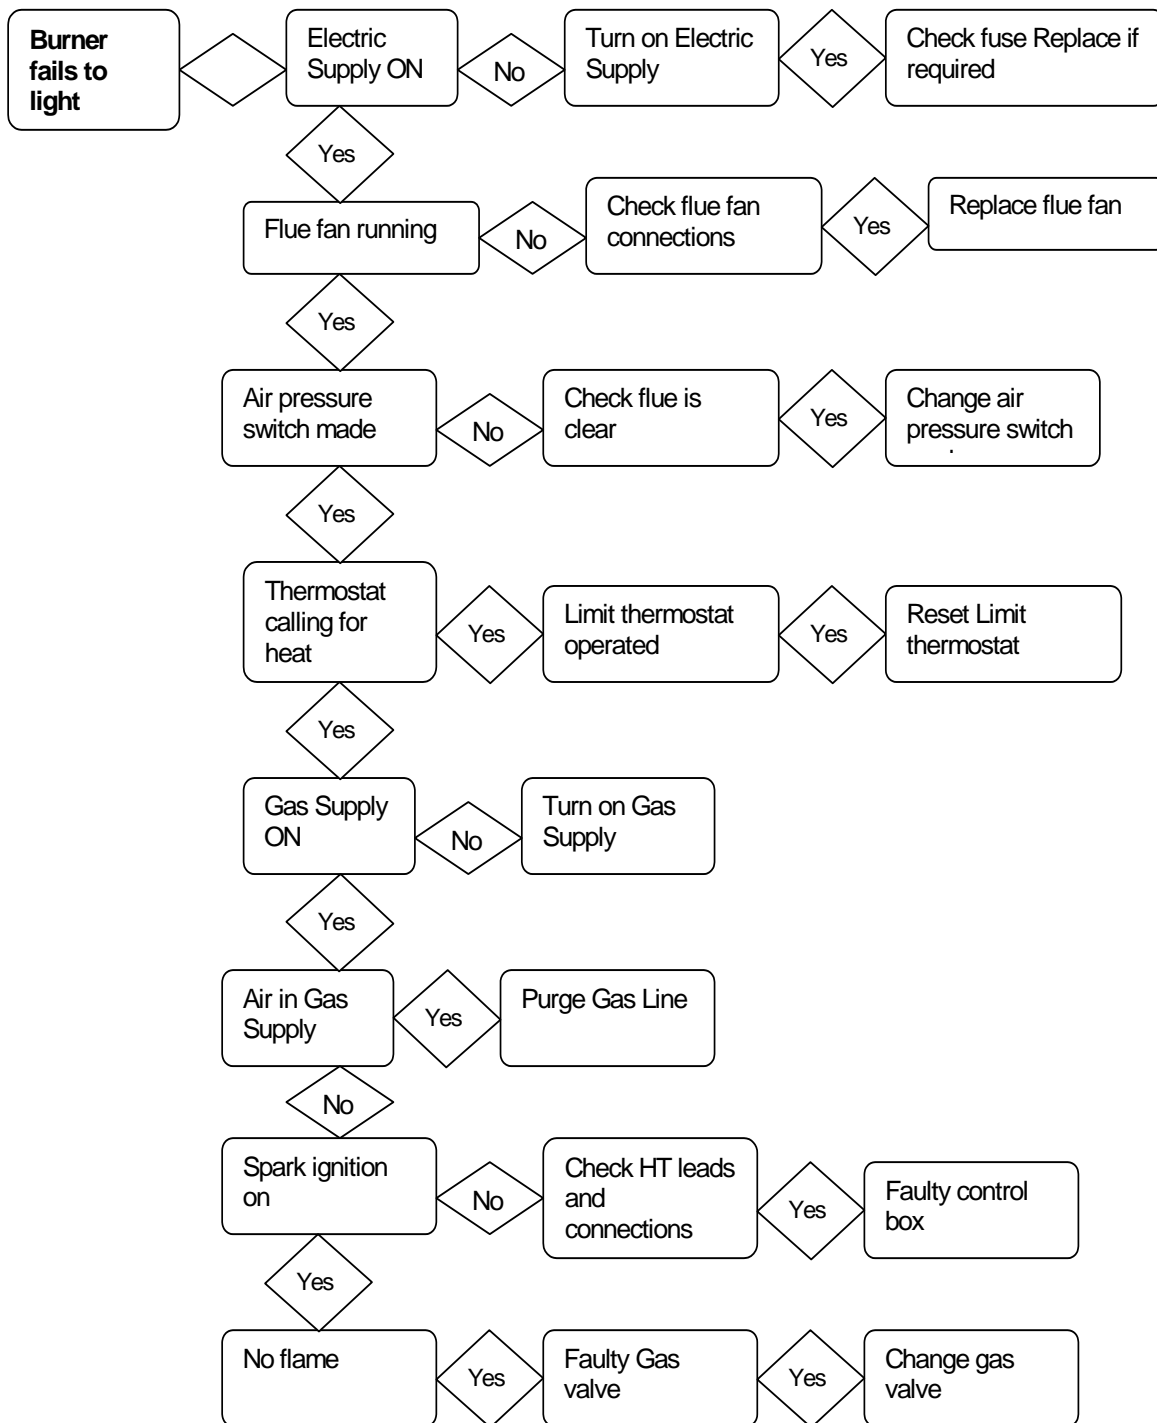 Burner
fails to
light
Electric
Supply ON
No
Turn on Electric
Supply
Yes
Check fuse Replace if
required
Yes
Flue fan running
No
Check flue fan
connections
Yes
Replace flue fan
Yes
Air pressure
switch made
No
Check flue is
clear
Yes
Change air
pressure switch
Yes
Thermostat
calling for
heat
Yes
Limit thermostat
operated
Yes
Reset Limit
thermostat
Yes
Gas Supply
ON
No
Turn on Gas
Supply
Yes
Air in Gas
Supply
Yes
Purge Gas Line
No
Spark ignition
on
No
Check HT leads
and
connections
Yes
Faulty control
box
Yes
No flame
Yes
Faulty Gas
valve
Yes
Change gas
valve